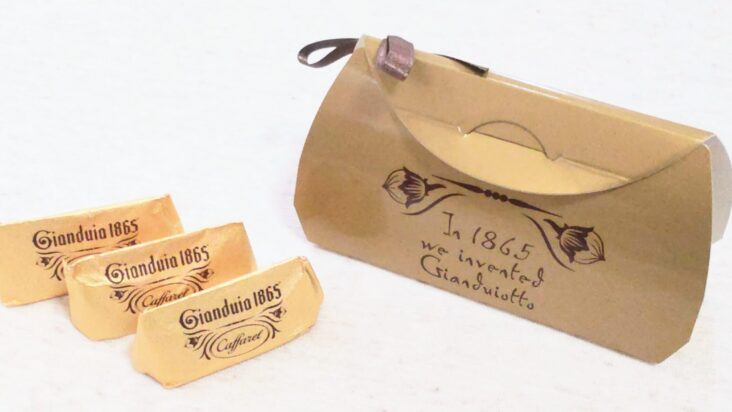 In 1865
we invented
Gianduiotto
Gianduia 1865
Gianduia 1865
Caffarel
Gianduia 1865
Caffarel